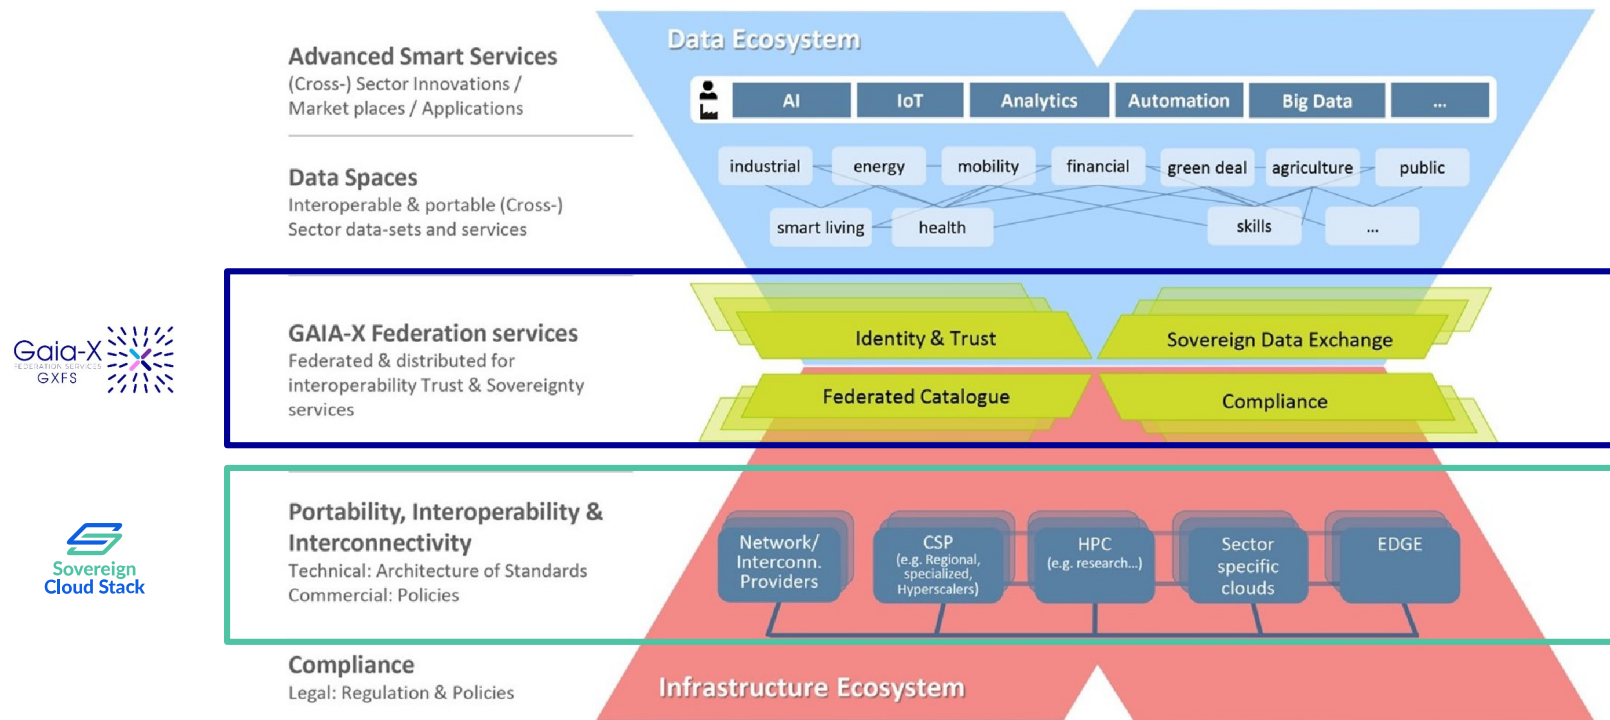 Data Ecosystem
Advanced Smart Services
(Cross-) Sector Innovations /
Market places / Applications
AI
IoT
Analytics
Automation
Big Data
...
Data Spaces
Interoperable & portable (Cross-)
Sector data-sets and services
industrial
energy
mobility
financial
green deal
agriculture
public
smart living
health
skills
...
Gaia-X
FEDERATION SERVICES
GXFS
GAIA-X Federation services
Federated & distributed for
interoperability Trust & Sovereignty
services
Identity & Trust
Sovereign Data Exchange
Federated Catalogue
Compliance
Sovereign
Cloud Stack
Portability, Interoperability &
Interconnectivity
Technical: Architecture of Standards
Commercial: Policies
Network/
Interconn.
Providers
CSP
(e.g. Regional,
specialized,
Hyperscalers)
HPC
(e.g. research...)
Sector
specific
clouds
EDGE
Compliance
Legal: Regulation & Policies
Infrastructure Ecosystem